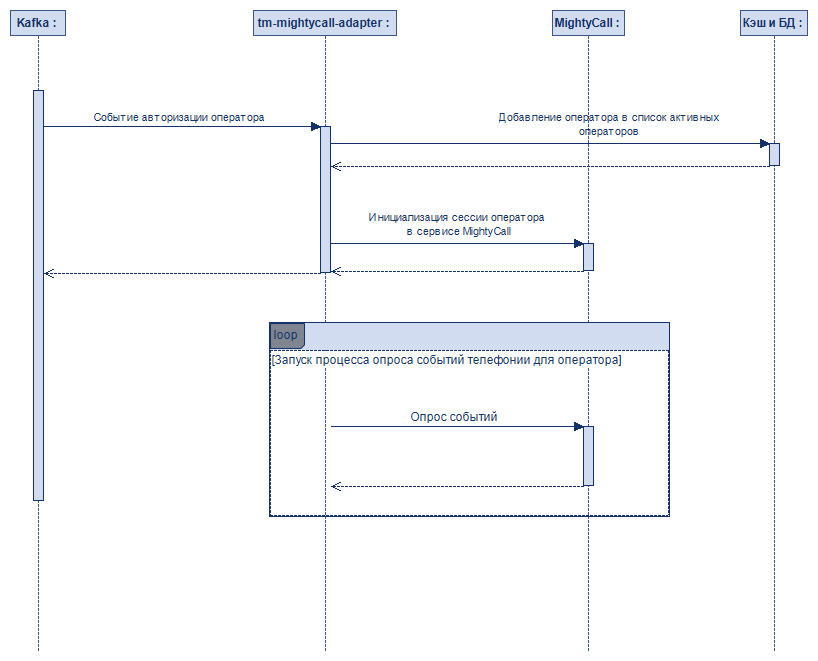 Kafka :
tm-mightycall-adapter :
MightyCall :
Кэш и БД :
Событие авторизации оператора
Добавление оператора в список активных
операторов
Инициализация сессии оператора
в сервисе MightyCall
loop
[Запуск процесса опроса событий телефонии для оператора]
Опрос событий